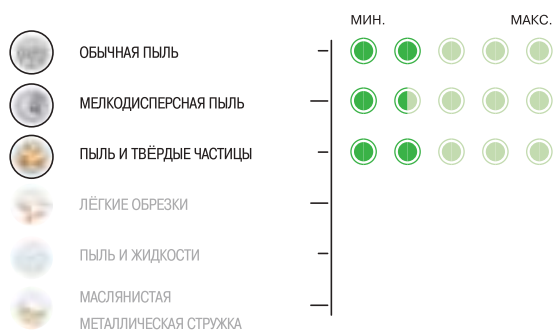 МИН. МАКС.
ОБЫЧНАЯ ПЫЛЬ
МЕЛКОДИСПЕРСНАЯ ПЫЛЬ
ПЫЛЬ И ТВЁРДЫЕ ЧАСТИЦЫ
ЛЁГКИЕ ОБРЕЗКИ
ПЫЛЬ И ЖИДКОСТИ
МАСЛЯНИСТАЯ
МЕТАЛЛИЧЕСКАЯ СТРУЖКА